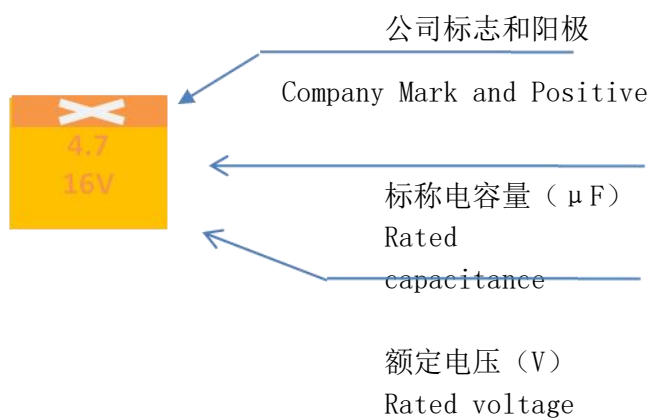 公司标志和阳极
Company Mark and Positive
4.7
16V
标称电容量（μF）
Rated
capacitance
额定电压（V）
Rated voltage